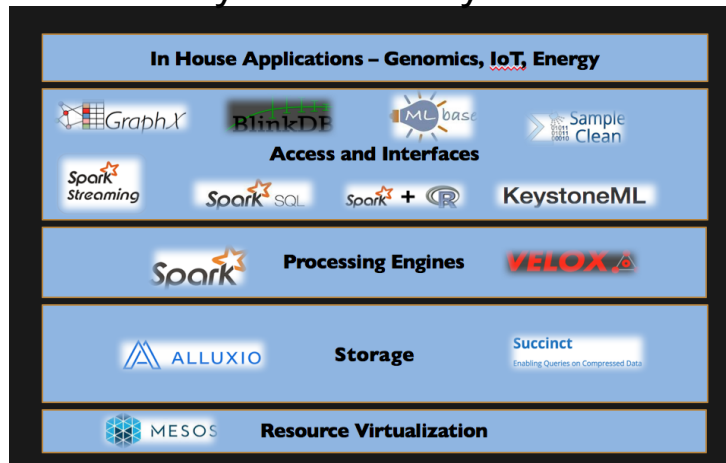 In House Applications – Genomics, IoT, Energy
GraphX
BlinkDB
ML base
Sample
Clean
Access and Interfaces
Spark
Streaming
Spark SQL
Spark + R
KeystoneML
Spark
Processing Engines
VELOX
ALLUXIO
Storage
Succinct
Enabling Queries on Compressed Data
MESOS
Resource Virtualization